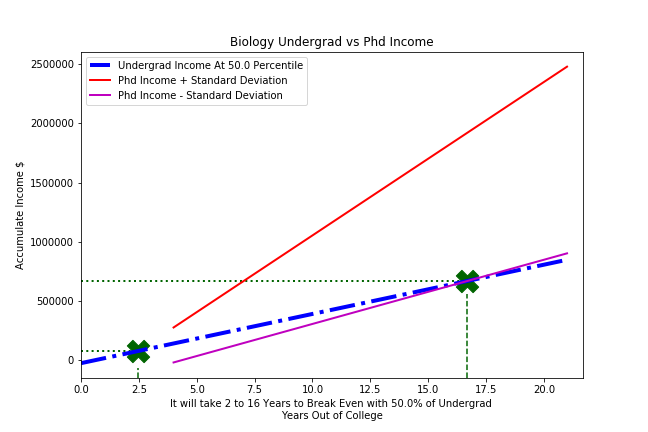 Biology Undergrad vs Phd Income
Undergrad Income At 50.0 Percentile
Phd Income + Standard Deviation
Phd Income - Standard Deviation
Accumulate Income $
2500000
2000000
1500000
1000000
500000
0
0.0 2.5 5.0 7.5 10.0 12.5 15.0 17.5 20.0
It will take 2 to 16 Years to Break Even with 50.0% of Undergrad
Years Out of College